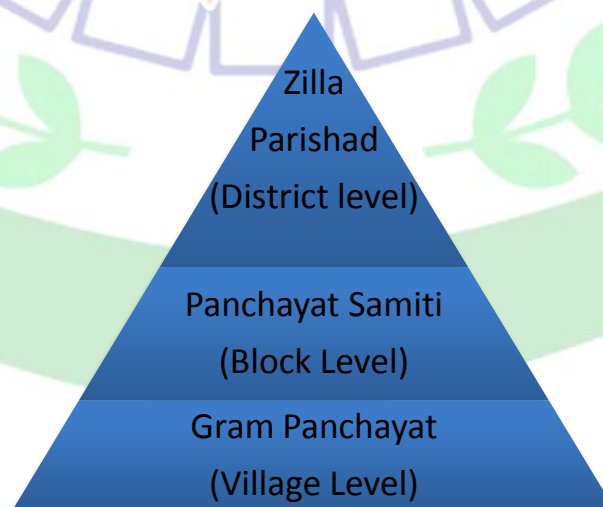 Zilla
Parishad
(District level)
Panchayat Samiti
(Block Level)
Gram Panchayat
(Village Level)